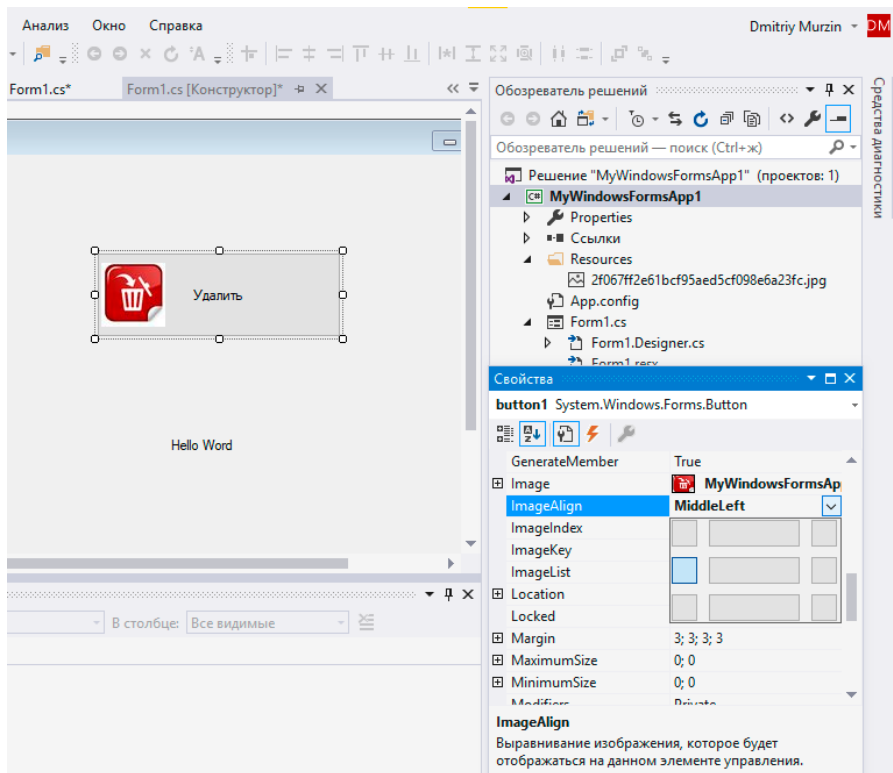 Анализ Окно Справка
Dmitriy Murzin
DM
Form1.cs*
Form1.cs [Конструктор]*
Обозреватель решений
Обозреватель решений — поиск (Ctrl+ж)
Решение "MyWindowsFormsApp1" (проектов: 1)
C# MyWindowsFormsApp1
Properties
Ссылки
Resources
2f067ff2e61bcf95aed5cf098e6a23fc.jpg
App.config
Form1.cs
Form1.Designer.cs
Form1.resx
Средства диагностики
Удалить
Hello Word
В столбце: Все видимые
Свойства
button1 System.Windows.Forms.Button
GenerateMember True
Image MyWindowsFormsAp
ImageAlign MiddleLeft
ImageIndex
ImageKey
ImageList
Location
Locked
Margin 3; 3; 3; 3
MaximumSize 0; 0
MinimumSize 0; 0
Modifiers Private
ImageAlign
Выравнивание изображения, которое будет
отображаться на данном элементе управления.